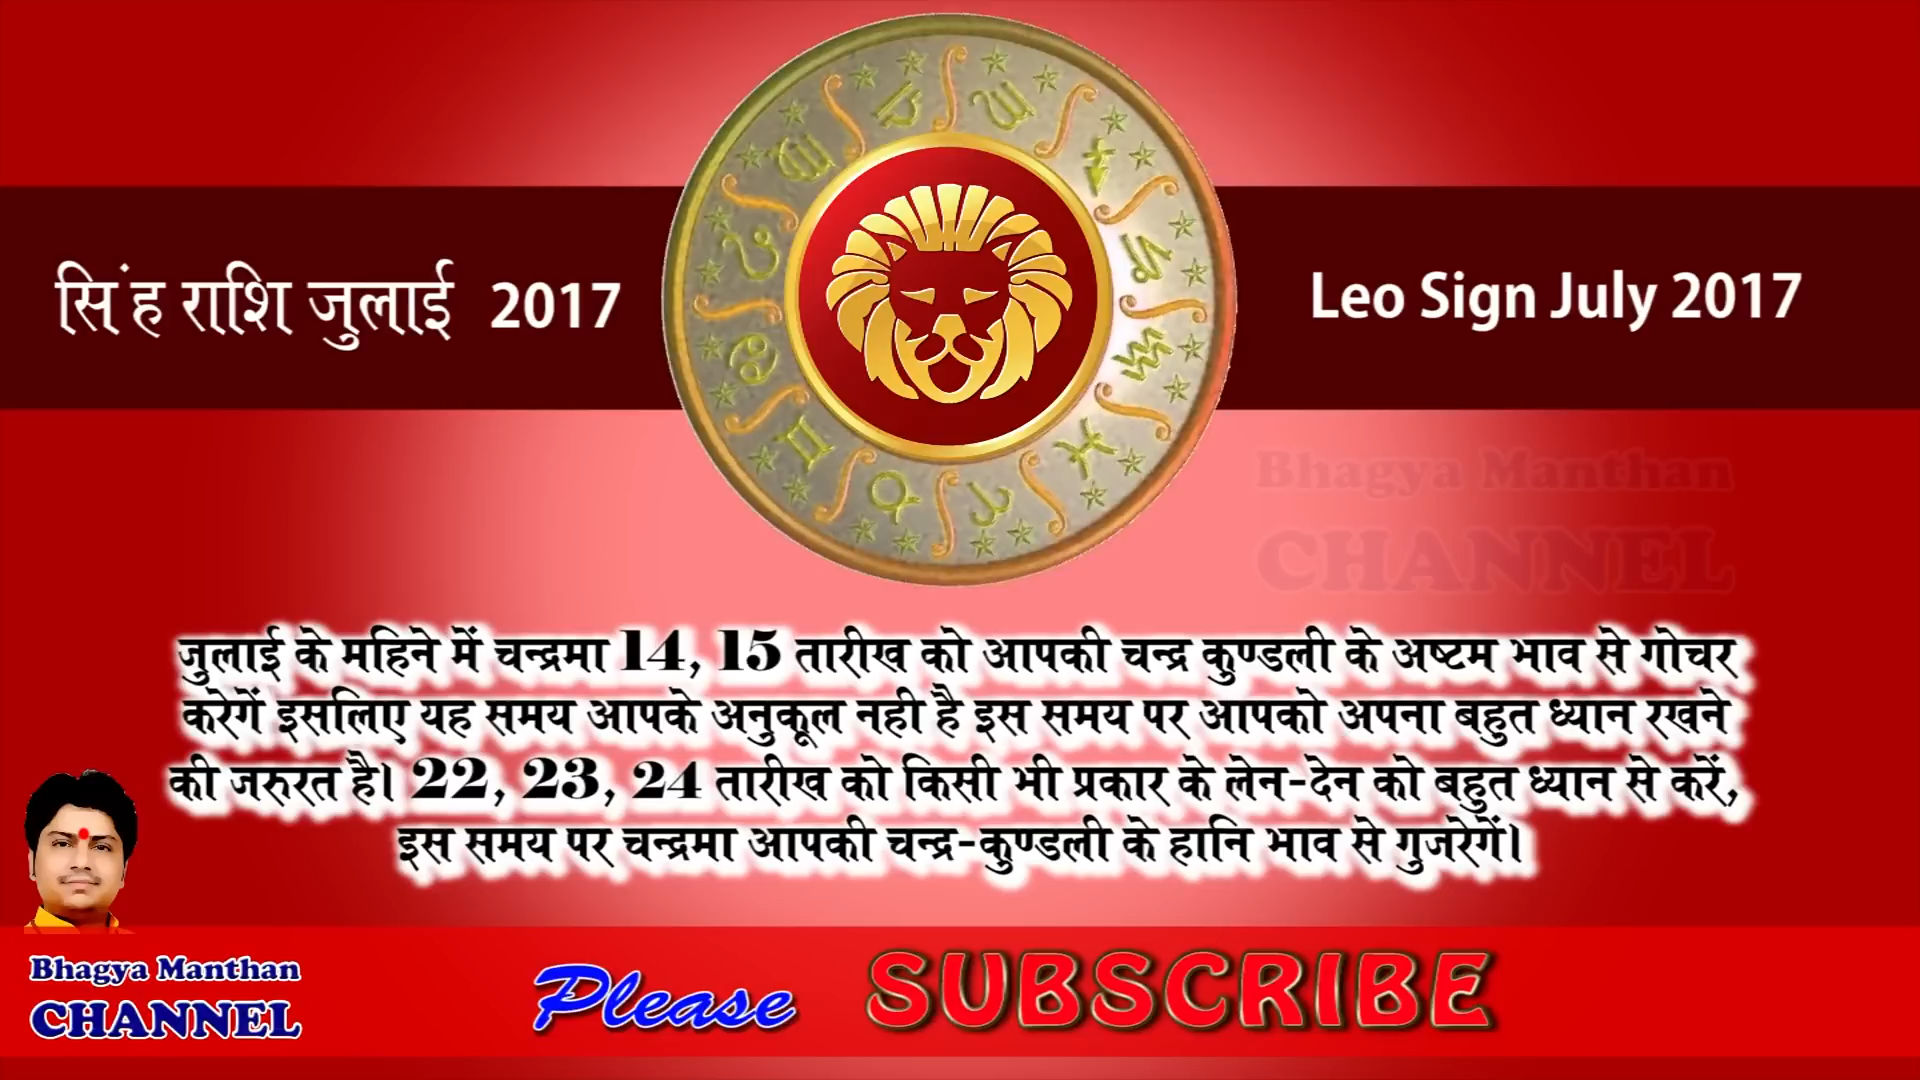 सिंह राशि जुलाई 2017
Leo Sign July 2017
Bhagya Manthan
CHANNEL
जुलाई के महिने में चन्द्रमा 14, 15 तारीख को आपकी चन्द्र कुण्डली के अष्टम भाव से गोचर
करेगें इसलिए यह समय आपके अनुकूल नही है इस समय पर आपको अपना बहुत ध्यान रखने
की जरुरत है। 22, 23, 24 तारीख को किसी भी प्रकार के लेन-देन को बहुत ध्यान से करें,
इस समय पर चन्द्रमा आपकी चन्द्र-कुण्डली के हानि भाव से गुजरेगें।
Bhagya Manthan
CHANNEL
Please SUBSCRIBE